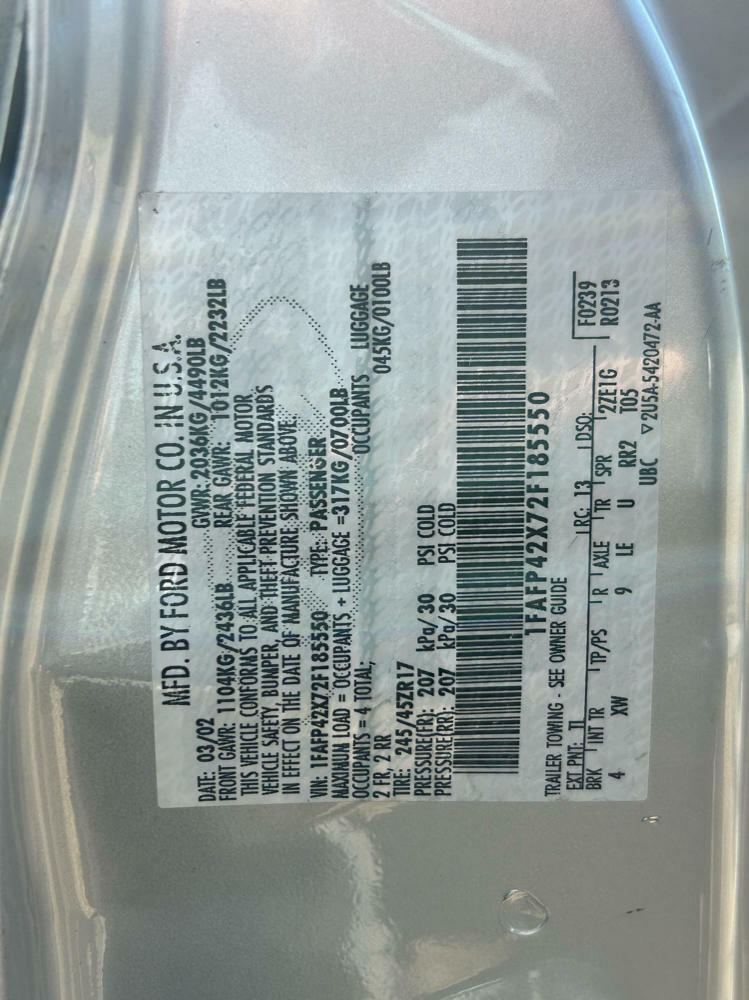 MFD. BY FORD MOTOR CO. IN U.S.A.
DATE: 03/02 GVWR: 2036KG/4490LB
FRONT GAWR: 1104KG/2436LB REAR GAWR: 1012KG/2232LB
THIS VEHICLE CONFORMS TO ALL APPLICABLE FEDERAL MOTOR
VEHICLE SAFETY, BUMPER, AND THEFT PREVENTION STANDARDS
IN EFFECT ON THE DATE OF MANUFACTURE SHOWN ABOVE.
VIN: 1FAFP42X72F185550 TYPE: PASSENGER
MAXIMUM LOAD = OCCUPANTS + LUGGAGE =317KG/0700LB
OCCUPANTS = 4 TOTAL; OCCUPANTS LUGGAGE
2 FR, 2 RR 045KG/0100LB
TIRE: 245/45ZR17
PRESSURE(FR): 207 kPa/30 PSI COLD
PRESSURE(RR): 207 kPa/30 PSI COLD
1FAFP42X72F185550
TRAILER TOWING - SEE OWNER GUIDE
EXT PNT: TL RC: 13 DSO: F0239
BRK INT TR TP/PS R AXLE TR SPR 2ZE1G R0213
4 XW 9 LE U RR2 T05
UBC ▽2U5A-5420472-AA